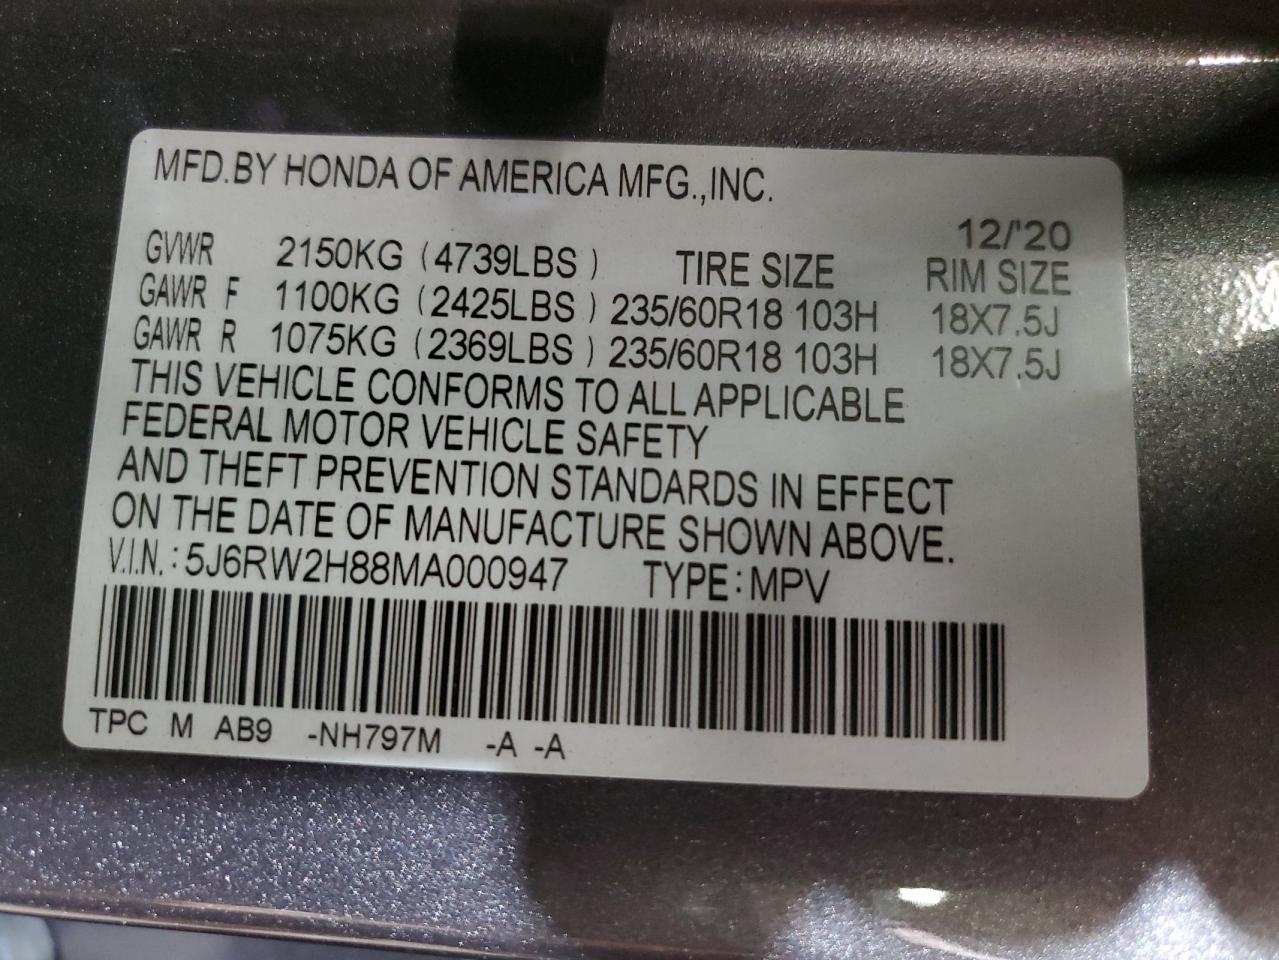 MFD.BY HONDA OF AMERICA MFG.,INC.
12/'20
GVWR 2150KG (4739LBS) TIRE SIZE RIM SIZE
GAWR F 1100KG (2425LBS) 235/60R18 103H 18X7.5J
GAWR R 1075KG (2369LBS) 235/60R18 103H 18X7.5J
THIS VEHICLE CONFORMS TO ALL APPLICABLE
FEDERAL MOTOR VEHICLE SAFETY
AND THEFT PREVENTION STANDARDS IN EFFECT
ON THE DATE OF MANUFACTURE SHOWN ABOVE.
V.I.N.: 5J6RW2H88MA000947 TYPE: MPV
TPC M AB9 -NH797M -A -A